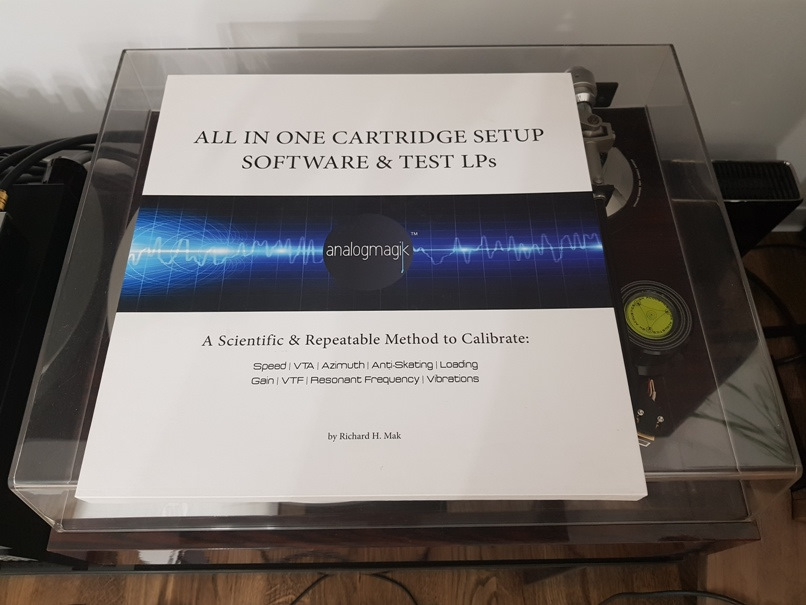 ALL IN ONE CARTRIDGE SETUP
SOFTWARE & TEST LPs
analogmagik™
A Scientific & Repeatable Method to Calibrate:
Speed | VTA | Azimuth | Anti-Skating | Loading
Gain | VTF | Resonant Frequency | Vibrations
by Richard H. Mak